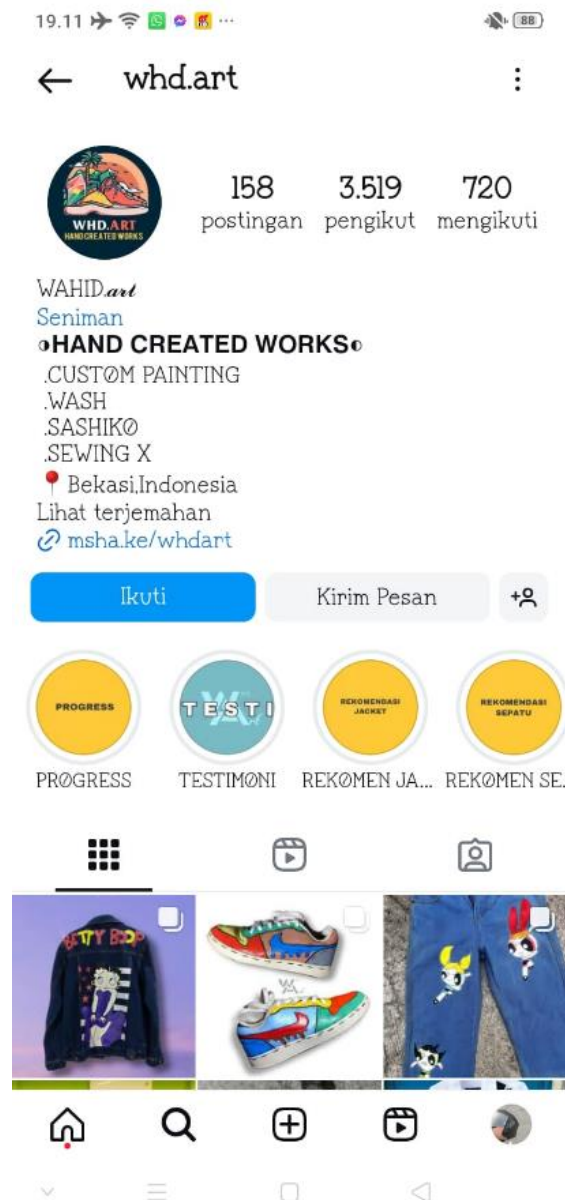 19.11
88
whd.art
WHD.ART
HAND CREATED WORKS
158 3.519 720
postingan pengikut mengikuti
WAHID.𝓪𝓻𝓽
Seniman
◑HAND CREATED WORKS◐
.CUSTØM PAINTING
.WASH
.SASHIKØ
.SEWING X
📍 Bekasi,Indonesia
Lihat terjemahan
msha.ke/whdart
Ikuti Kirim Pesan
PROGRESS TESTI REKOMENDASI JACKET REKOMENDASI SEPATU
PRØGRESS TESTIMØNI REKØMEN JA... REKØMEN SE...
BETTY BOOP